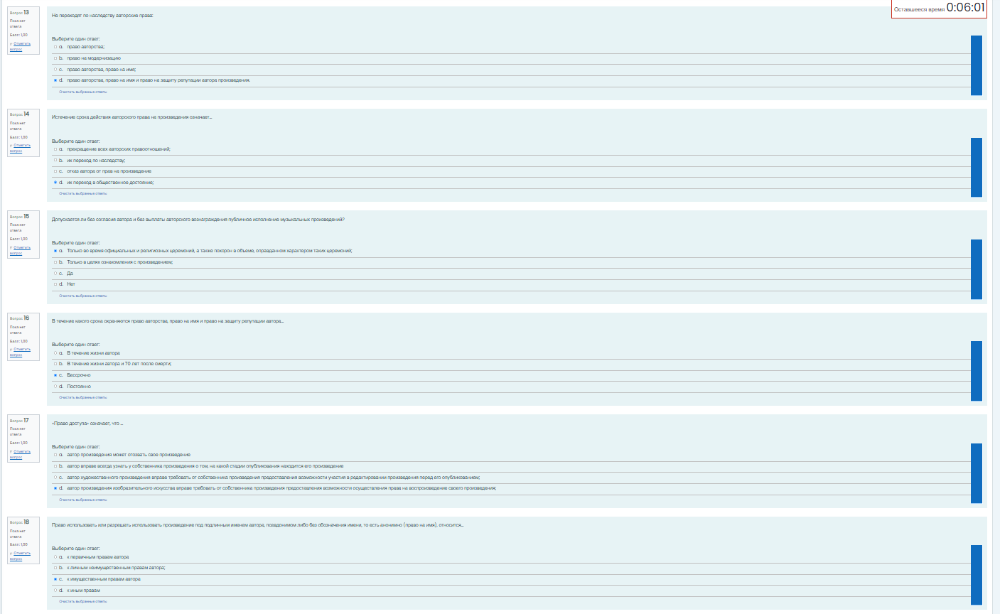 Оставшееся время 0:06:01
Вопрос 13
Пока нет
ответа
Балл: 1,00
Отметить
вопрос
Не переходят по наследству авторские права:
Выберите один ответ:
a. право авторства;
b. право на модернизацию
c. право авторства, право на имя;
d. право авторства, право на имя и право на защиту репутации автора произведения.
Очистить выбранные ответы
Вопрос 14
Пока нет
ответа
Балл: 1,00
Отметить
вопрос
Истечение срока действия авторского права на произведения означает...
Выберите один ответ:
a. прекращение всех авторских правоотношений;
b. их переход по наследству;
c. отказ автора от прав на произведение
d. их переход в общественное достояние;
Очистить выбранные ответы
Вопрос 15
Пока нет
ответа
Балл: 1,00
Отметить
вопрос
Допускается ли без согласия автора и без выплаты авторского вознаграждения публичное исполнение музыкальных произведений?
Выберите один ответ:
a. Только во время официальных и религиозных церемоний, а также похорон в объеме, оправданном характером таких церемоний;
b. Только в целях ознакомления с произведением;
c. Да
d. Нет
Очистить выбранные ответы
Вопрос 16
Пока нет
ответа
Балл: 1,00
Отметить
вопрос
В течение какого срока охраняются право авторства, право на имя и право на защиту репутации автора...
Выберите один ответ:
a. В течение жизни автора
b. В течение жизни автора и 70 лет после смерти;
c. Бессрочно
d. Постоянно
Очистить выбранные ответы
Вопрос 17
Пока нет
ответа
Балл: 1,00
Отметить
вопрос
«Право доступа» означает, что ...
Выберите один ответ:
a. автор произведения может отозвать свое произведение
b. автор вправе всегда узнать у собственника произведения о том, на какой стадии опубликования находится его произведение
c. автор художественного произведения вправе требовать от собственника произведения предоставления возможности участия в редактировании произведения перед его опубликованием;
d. автор произведения изобразительного искусства вправе требовать от собственника произведения предоставления возможности осуществления права на воспроизведение своего произведения;
Очистить выбранные ответы
Вопрос 18
Пока нет
ответа
Балл: 1,00
Отметить
вопрос
Право использовать или разрешать использовать произведение под подлинным именем автора, псевдонимом либо без обозначения имени, то есть анонимно (право на имя), относится...
Выберите один ответ:
a. к первичным правам автора
b. к личным неимущественным правам автора;
c. к имущественным правам автора
d. к иным правам
Очистить выбранные ответы